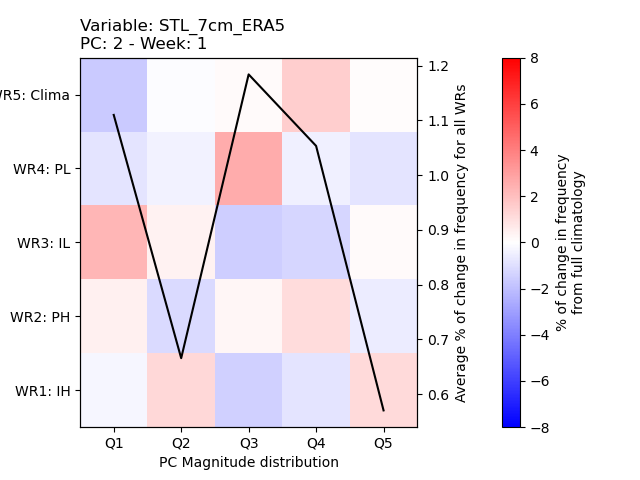 Variable: STL_7cm_ERA5
PC: 2 - Week: 1
WR5: Clima
WR4: PL
WR3: IL
WR2: PH
WR1: IH
Q1 Q2 Q3 Q4 Q5
PC Magnitude distribution
1.2
1.1
1.0
0.9
0.8
0.7
0.6
Average % of change in frequency for all WRs
8
6
4
2
0
−2
−4
−6
−8
% of change in frequency
from full climatology